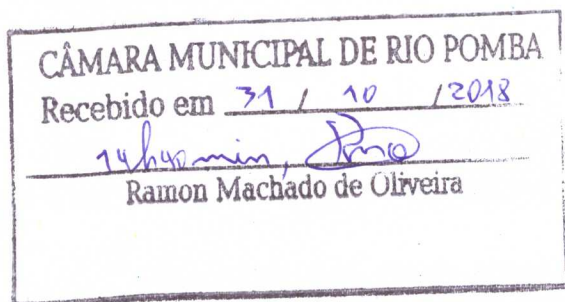 CÂMARA MUNICIPAL DE RIO POMBA
Recebido em 31 / 10 / 2018
14h40min,
Ramon Machado de Oliveira